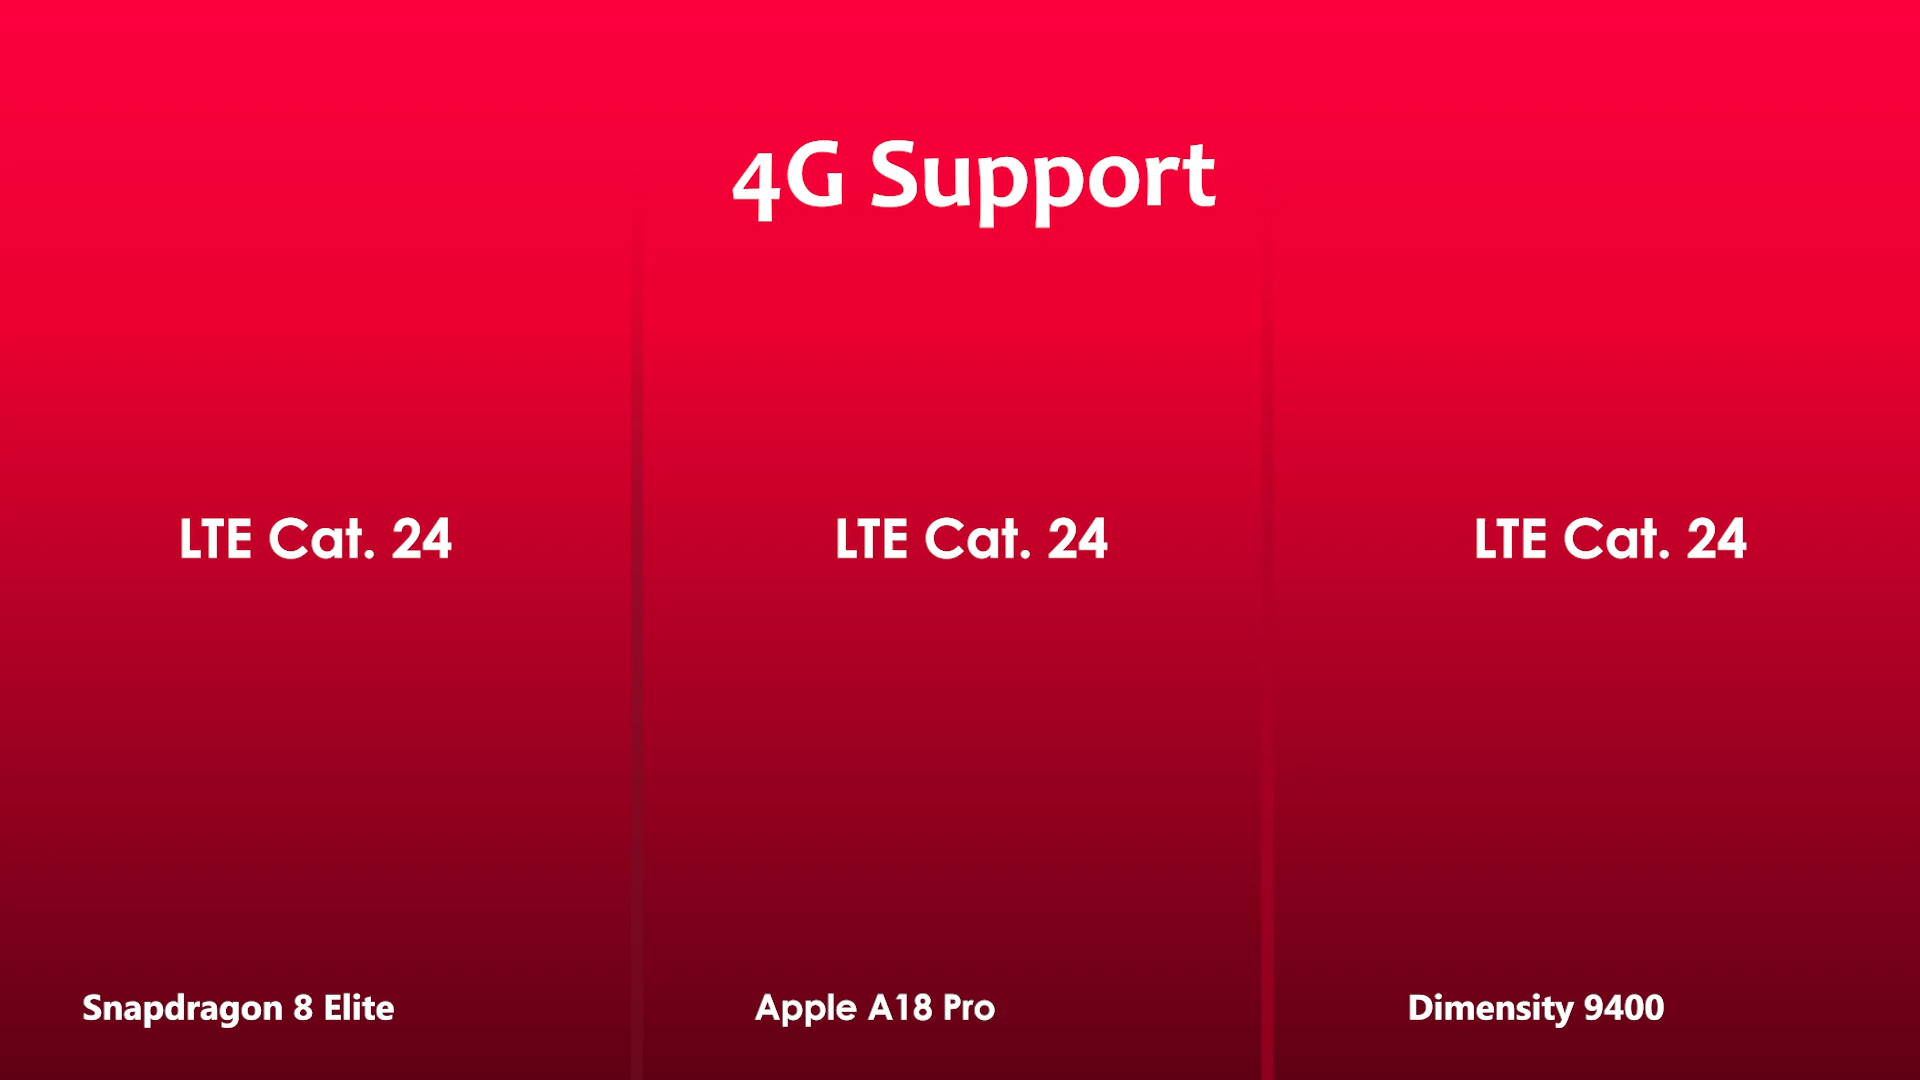 4G Support
LTE Cat. 24
LTE Cat. 24
LTE Cat. 24
Snapdragon 8 Elite
Apple A18 Pro
Dimensity 9400